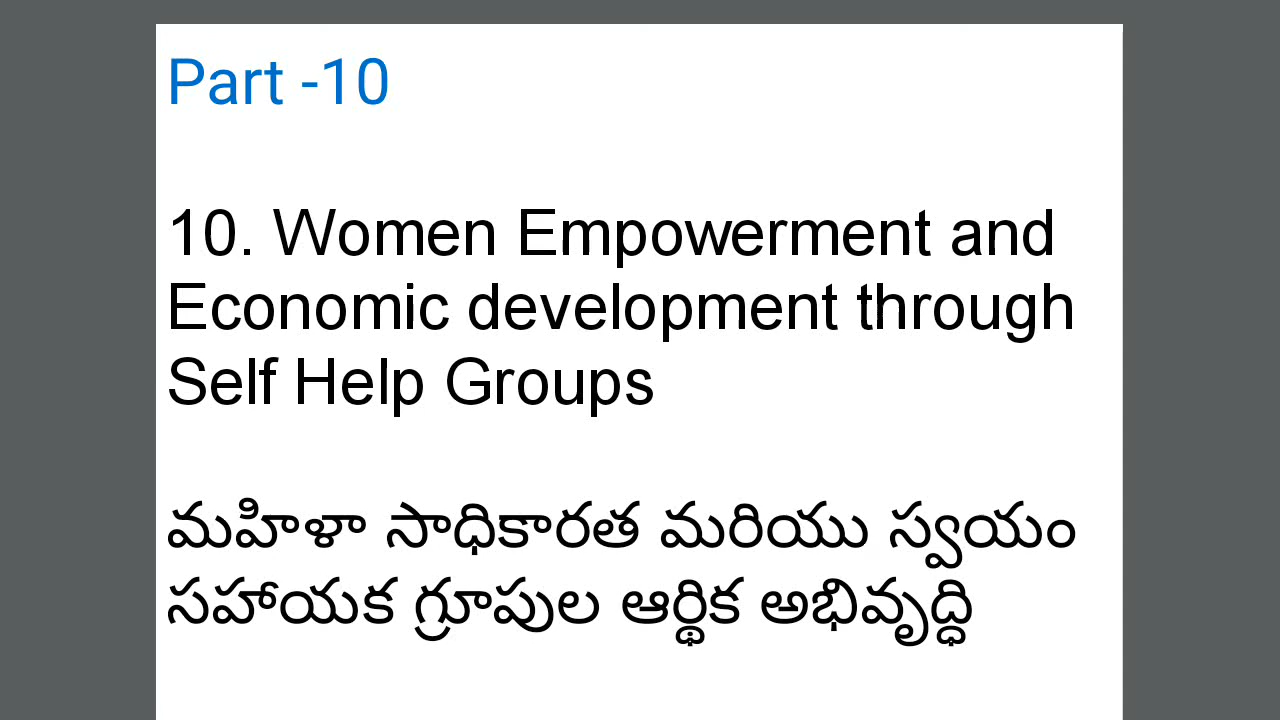 Part -10
10. Women Empowerment and
Economic development through
Self Help Groups
మహిళా సాధికారత మరియు స్వయం
సహాయక గ్రూపుల ఆర్థిక అభివృద్ధి